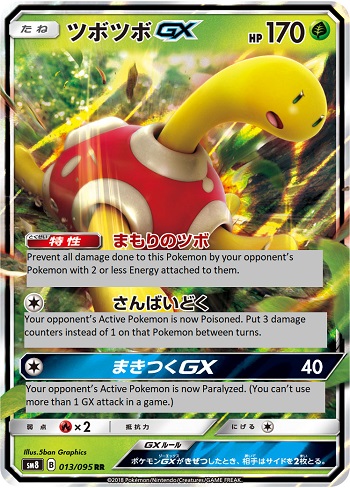 たね ツボツボGX HP 170
とくせい 特性 まもりのツボ
Prevent all damage done to this Pokemon by your opponent's
Pokemon with 2 or less Energy attached to them.
さんばいどく
Your opponent's Active Pokemon is now Poisoned. Put 3 damage
counters instead of 1 on that Pokemon between turns.
まきつくGX 40
Your opponent's Active Pokemon is now Paralyzed. (You can't use
more than 1 GX attack in a game.)
弱点 ×2 抵抗力 にげる
Illus.5ban Graphics
GXルール
ポケモンGXがきぜつしたとき、相手はサイドを2枚とる。
SM8 B 013/095 RR
©2018 Pokémon/Nintendo/Creatures/GAME FREAK.